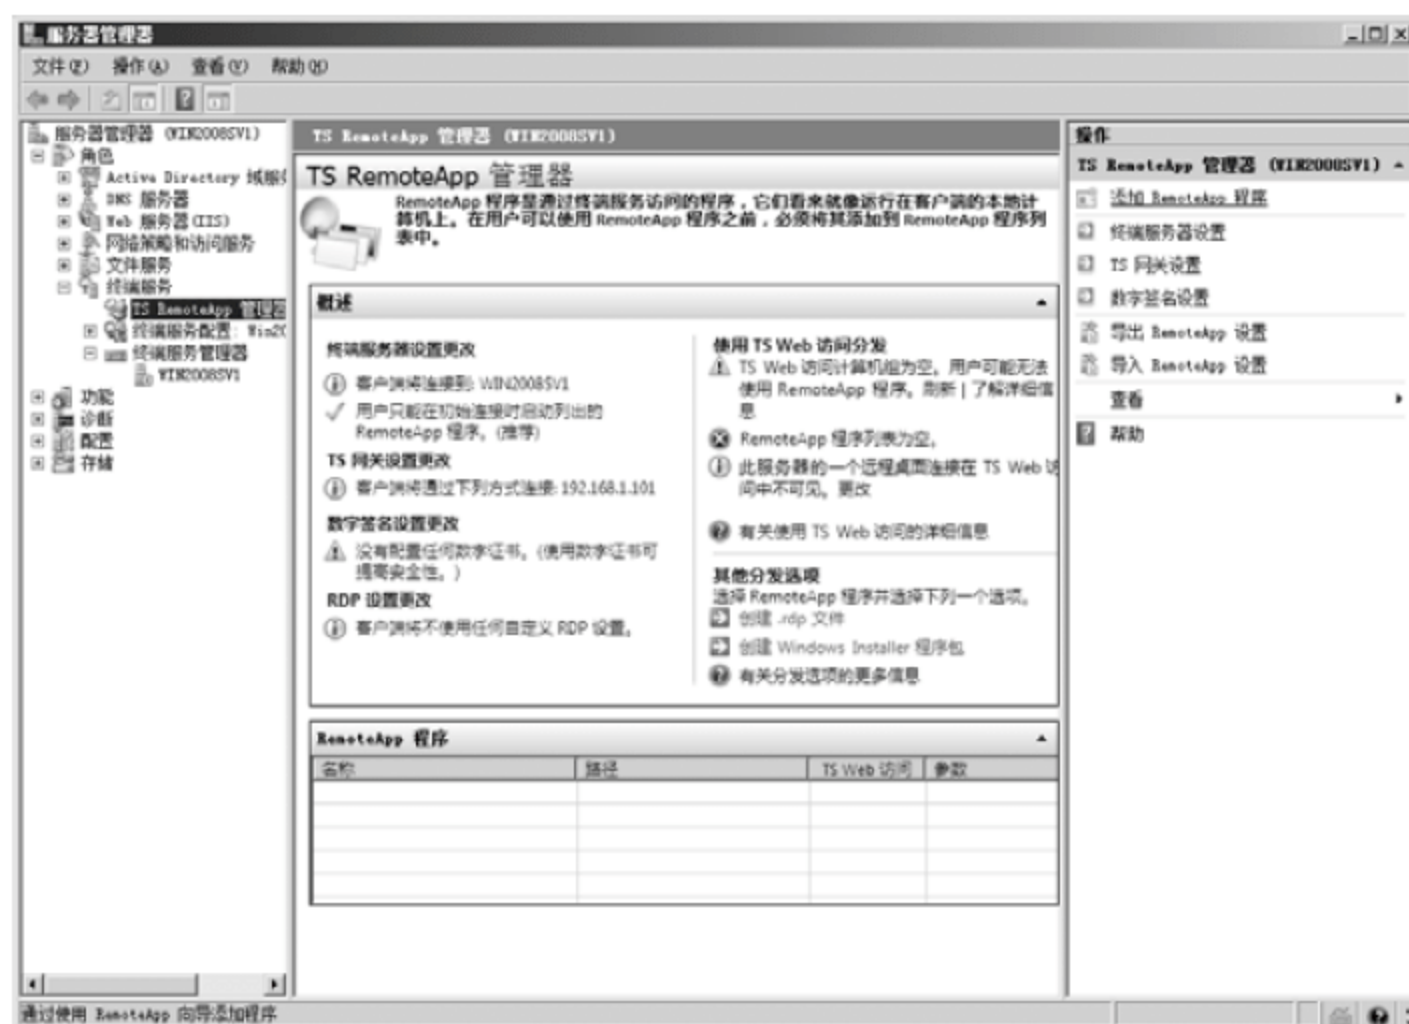 服务器管理器
文件(F) 操作(A) 查看(V) 帮助(H)
服务器管理器 (WIN2008SV1)
角色
Active Directory 域服务
DNS 服务器
Web 服务器(IIS)
网络策略和访问服务
文件服务
终端服务
TS RemoteApp 管理器
终端服务配置: Win20
终端服务管理器
WIN2008SV1
功能
诊断
配置
存储
TS RemoteApp 管理器 (WIN2008SV1)
TS RemoteApp 管理器
RemoteApp 程序是通过终端服务访问的程序，它们看来就像运行在客户端的本地计
算机上。在用户可以使用 RemoteApp 程序之前，必须将其添加到 RemoteApp 程序列
表中。
概述
终端服务器设置更改
客户端将连接到: WIN2008SV1
用户只能在初始连接时启动列出的
RemoteApp 程序。(推荐)
TS 网关设置更改
客户端将通过下列方式连接: 192.168.1.101
数字签名设置更改
没有配置任何数字证书。(使用数字证书可
提高安全性。)
RDP 设置更改
客户端将不使用任何自定义 RDP 设置。
使用 TS Web 访问分发
TS Web 访问计算机组为空。用户可能无法
使用 RemoteApp 程序。刷新 | 了解详细信
息
RemoteApp 程序列表为空。
此服务器的一个远程桌面连接在 TS Web 访
问中不可见。更改
有关使用 TS Web 访问的详细信息
其他分发选项
选择 RemoteApp 程序并选择下列一个选项。
创建 .rdp 文件
创建 Windows Installer 程序包
有关分发选项的更多信息
RemoteApp 程序
名称 路径 TS Web 访问 参数
操作
TS RemoteApp 管理器 (WIN2008SV1)
添加 RemoteApp 程序
终端服务器设置
TS 网关设置
数字签名设置
导出 RemoteApp 设置
导入 RemoteApp 设置
查看
帮助
通过使用 RemoteApp 向导添加程序